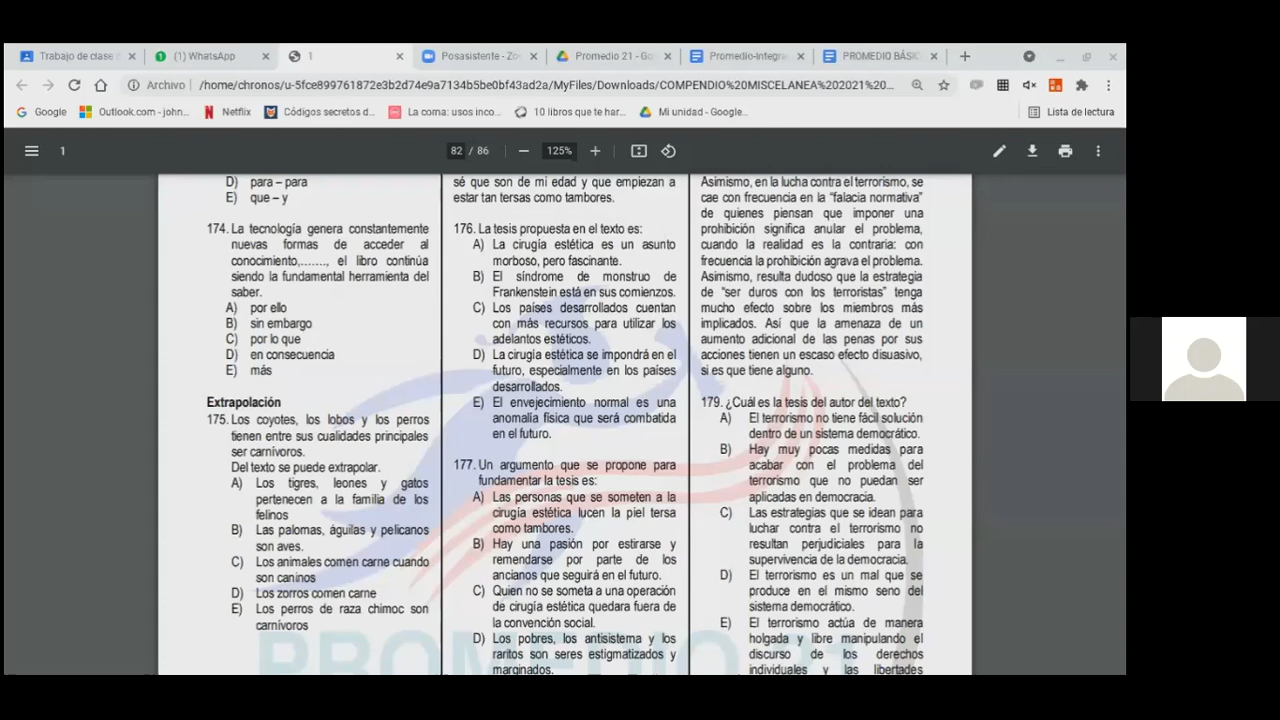 Trabajo de clase
(1) WhatsApp
1
Posasistente - Zo
Promedio 21 - Go
Promedio-integra
PROMEDIO BÁSIC
Archivo
/home/chronos/u-5fce899761872e3b2d74e9a7134b5be0bf43ad2a/MyFiles/Downloads/COMPENDIO%20MISCELANEA%202021%20...
Google
Outlook.com - john...
Netflix
Códigos secretos d...
La coma: usos inco...
10 libros que te har...
Mi unidad - Google...
Lista de lectura
1
82 / 86
125%
D) para – para
E) que – y
174. La tecnología genera constantemente
nuevas formas de acceder al
conocimiento,......., el libro continúa
siendo la fundamental herramienta del
saber.
A) por ello
B) sin embargo
C) por lo que
D) en consecuencia
E) más
Extrapolación
175. Los coyotes, los lobos y los perros
tienen entre sus cualidades principales
ser carnívoros.
Del texto se puede extrapolar.
A) Los tigres, leones y gatos
pertenecen a la familia de los
felinos
B) Las palomas, águilas y pelicanos
son aves.
C) Los animales comen carne cuando
son caninos
D) Los zorros comen carne
E) Los perros de raza chimoc son
carnívoros
sé que son de mi edad y que empiezan a
estar tan tersas como tambores.
176. La tesis propuesta en el texto es:
A) La cirugía estética es un asunto
morboso, pero fascinante.
B) El síndrome de monstruo de
Frankenstein está en sus comienzos.
C) Los países desarrollados cuentan
con más recursos para utilizar los
adelantos estéticos.
D) La cirugía estética se impondrá en el
futuro, especialmente en los países
desarrollados.
E) El envejecimiento normal es una
anomalía física que será combatida
en el futuro.
177. Un argumento que se propone para
fundamentar la tesis es:
A) Las personas que se someten a la
cirugía estética lucen la piel tersa
como tambores.
B) Hay una pasión por estirarse y
remendarse por parte de los
ancianos que seguirá en el futuro.
C) Quien no se someta a una operación
de cirugía estética quedara fuera de
la convención social.
D) Los pobres, los antisistema y los
raritos son seres estigmatizados y
marginados.
Asimismo, en la lucha contra el terrorismo, se
cae con frecuencia en la “falacia normativa”
de quienes piensan que imponer una
prohibición significa anular el problema,
cuando la realidad es la contraria: con
frecuencia la prohibición agrava el problema.
Asimismo, resulta dudoso que la estrategia
de “ser duros con los terroristas” tenga
mucho efecto sobre los miembros más
implicados. Así que la amenaza de un
aumento adicional de las penas por sus
acciones tienen un escaso efecto disuasivo,
si es que tiene alguno.
179. ¿Cuál es la tesis del autor del texto?
A) El terrorismo no tiene fácil solución
dentro de un sistema democrático.
B) Hay muy pocas medidas para
acabar con el problema del
terrorismo que no puedan ser
aplicadas en democracia.
C) Las estrategias que se idean para
luchar contra el terrorismo no
resultan perjudiciales para la
supervivencia de la democracia.
D) El terrorismo es un mal que se
produce en el mismo seno del
sistema democrático.
E) El terrorismo actúa de manera
holgada y libre manipulando el
discurso de los derechos
individuales y las libertades
PROMEDIO 21